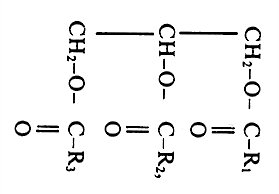 CH₂–O– C–R₁
||
O
CH–O– C–R₂,
||
O
CH₂–O– C–R₃
||
O